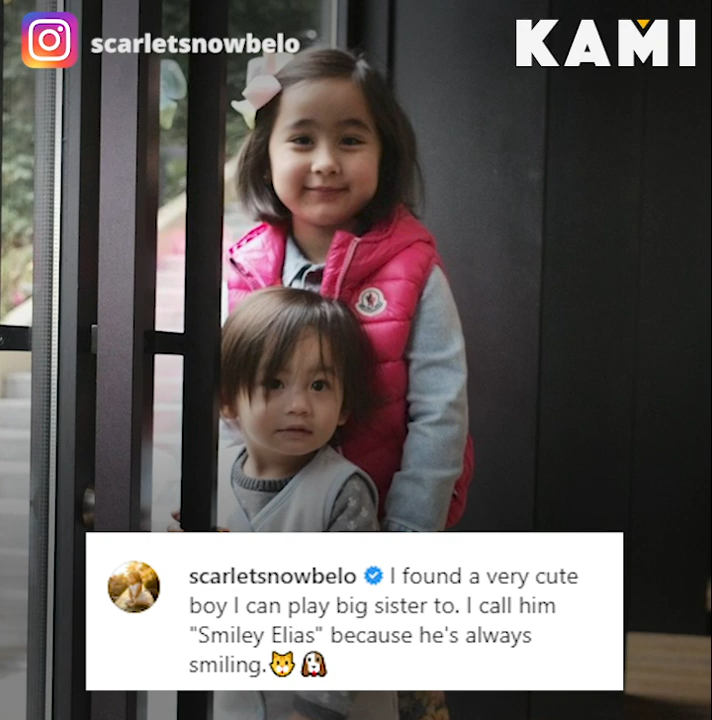 scarletsnowbelo
KAMI
scarletsnowbelo I found a very cute
boy I can play big sister to. I call him
"Smiley Elias" because he's always
smiling.🐱🐶